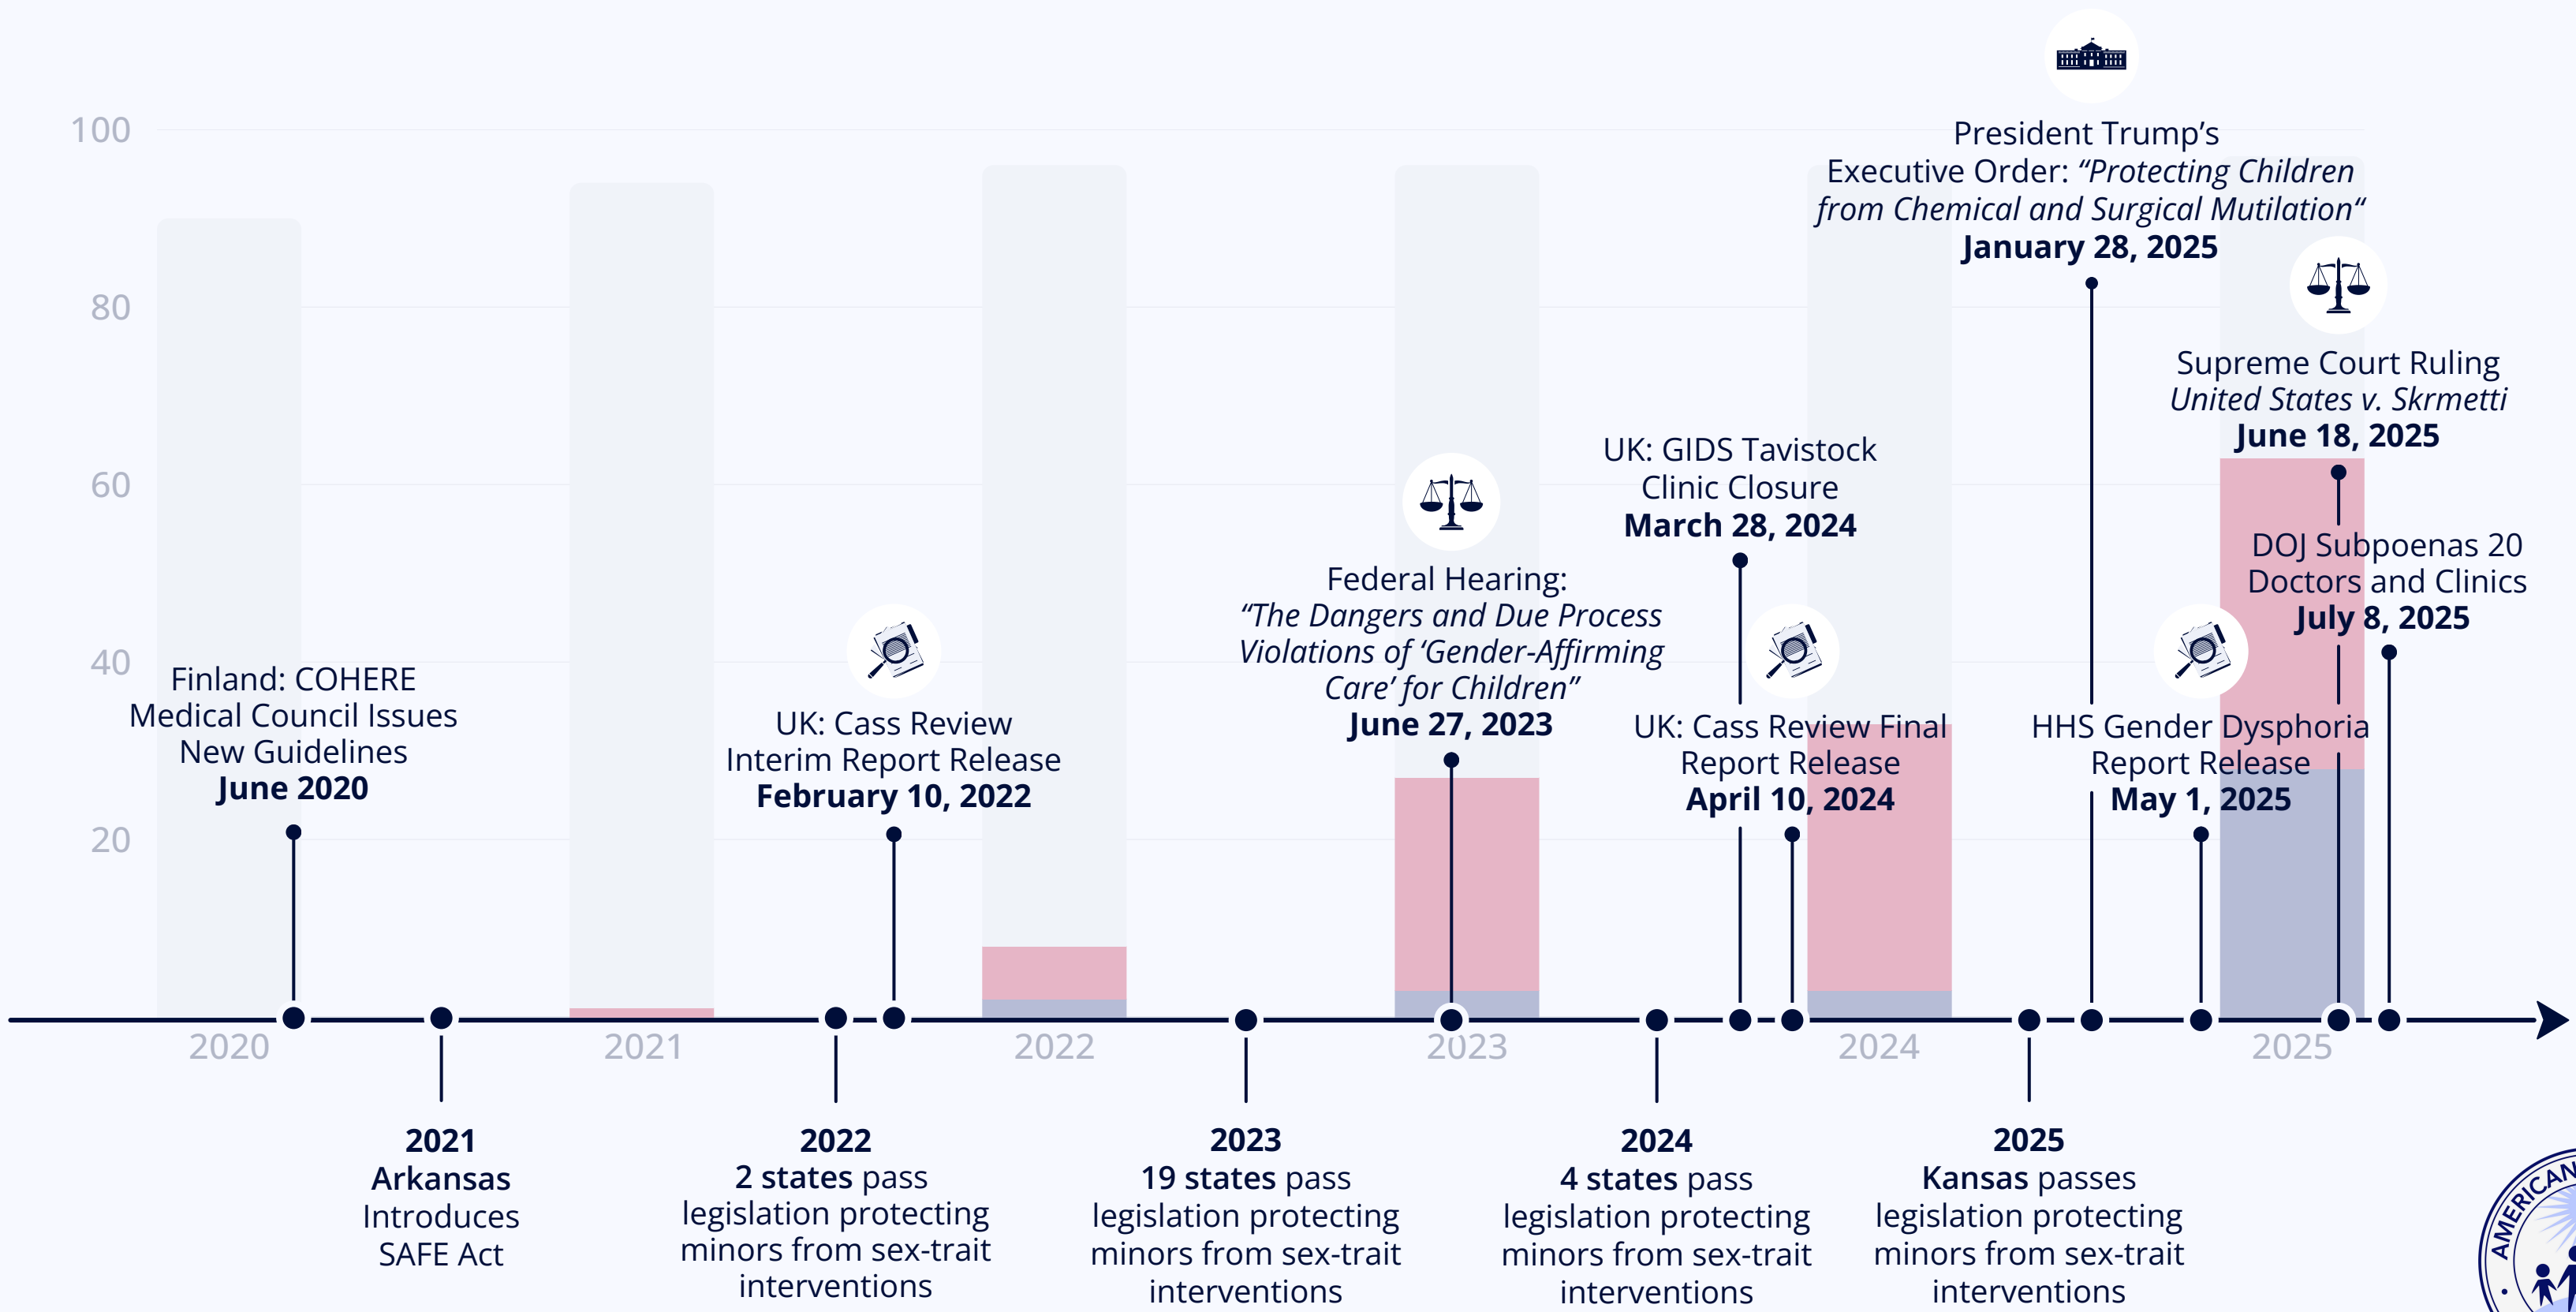 President Trump’s
Executive Order: “Protecting Children
from Chemical and Surgical Mutilation“
January 28, 2025
100
80
60
40
20
Supreme Court Ruling
United States v. Skrmetti
June 18, 2025
UK: GIDS Tavistock
Clinic Closure
March 28, 2024
DOJ Subpoenas 20
Doctors and Clinics
July 8, 2025
Federal Hearing:
“The Dangers and Due Process
Violations of ‘Gender-Affirming
Care’ for Children”
June 27, 2023
Finland: COHERE
Medical Council Issues
New Guidelines
June 2020
UK: Cass Review
Interim Report Release
February 10, 2022
UK: Cass Review Final
Report Release
April 10, 2024
HHS Gender Dysphoria
Report Release
May 1, 2025
2020
2021
2022
2023
2024
2025
2021
Arkansas
Introduces
SAFE Act
2022
2 states pass
legislation protecting
minors from sex-trait
interventions
2023
19 states pass
legislation protecting
minors from sex-trait
interventions
2024
4 states pass
legislation protecting
minors from sex-trait
interventions
2025
Kansas passes
legislation protecting
minors from sex-trait
interventions
AMERICAN